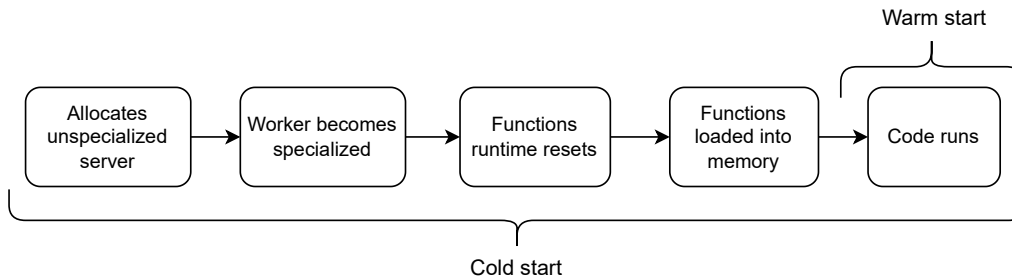 Warm start
Allocates
unspecialized
server
Worker becomes
specialized
Functions
runtime resets
Functions
loaded into
memory
Code runs
Cold start